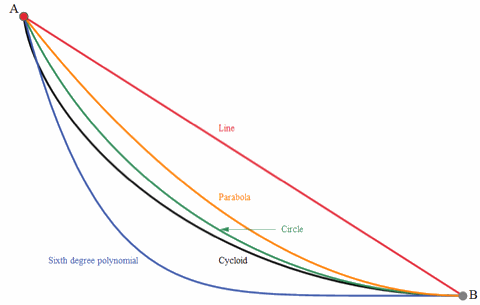 A
Line
Parabola
Circle
Sixth degree polynomial
Cycloid
B